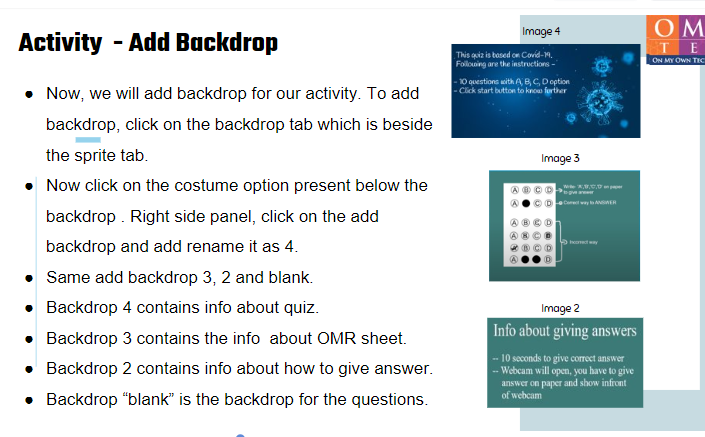 Activity - Add Backdrop
● Now, we will add backdrop for our activity. To add
backdrop, click on the backdrop tab which is beside
the sprite tab.
● Now click on the costume option present below the
backdrop . Right side panel, click on the add
backdrop and add rename it as 4.
● Same add backdrop 3, 2 and blank.
● Backdrop 4 contains info about quiz.
● Backdrop 3 contains the info about OMR sheet.
● Backdrop 2 contains info about how to give answer.
● Backdrop “blank” is the backdrop for the questions.
Image 4
This quiz is based on Covid-19,
Following are the instructions -
- 10 questions with A, B, C, D option
- Click start button to know further
Image 3
A B C D
Write 'A','B','C','D' on paper
to give answer
A C D
Correct way to ANSWER
A B C D
A B C B
Incorrect way
B C D
A D
Image 2
Info about giving answers
-- 10 seconds to give correct answer
-- Webcam will open, you have to give
answer on paper and show infront
of webcam
O M
T E
ON MY OWN TEC